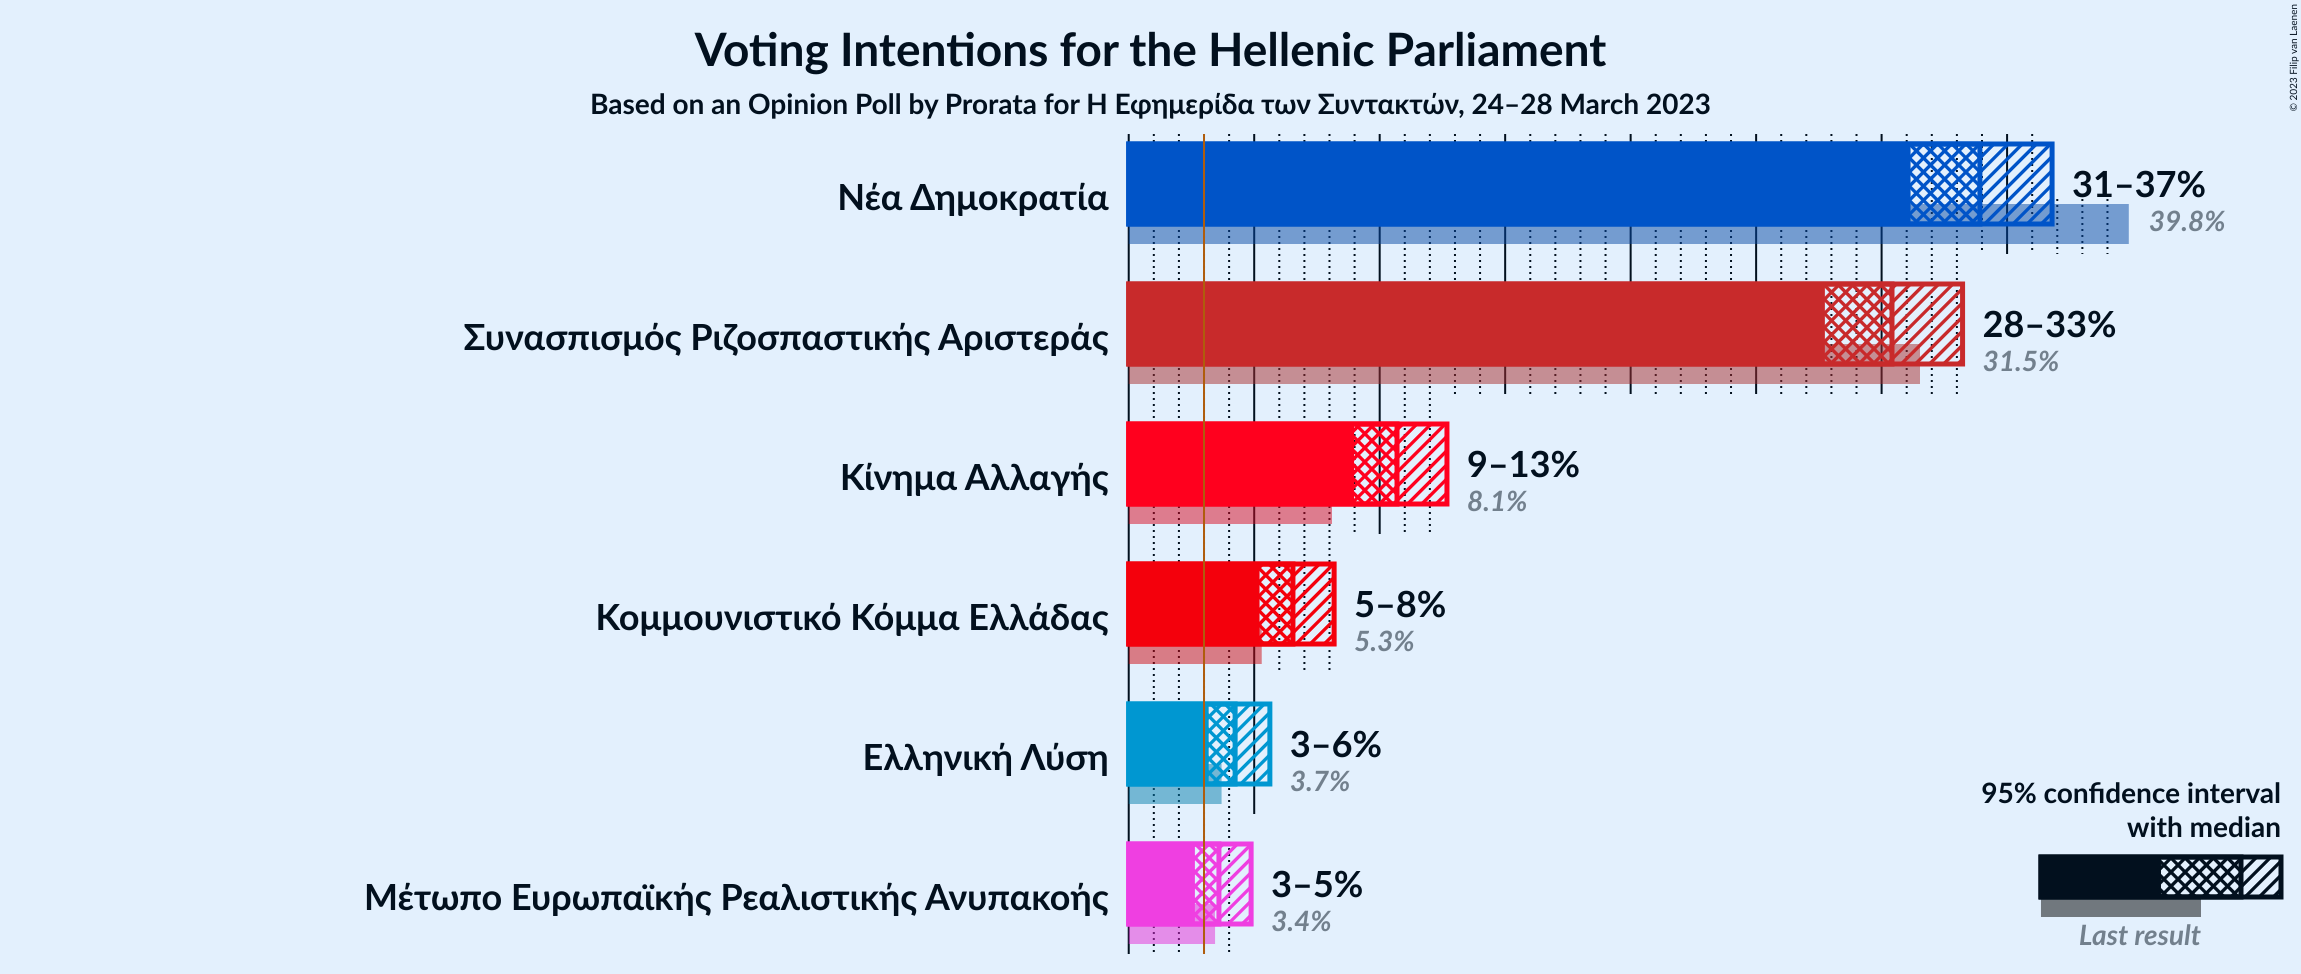 Voting Intentions for the Hellenic Parliament
Based on an Opinion Poll by Prorata for Η Εφημερίδα των Συντακτών, 24–28 March 2023
© 2023 Filip van Laenen
Νέα Δημοκρατία
31–37%
39.8%
Συνασπισμός Ριζοσπαστικής Αριστεράς
28–33%
31.5%
Κίνημα Αλλαγής
9–13%
8.1%
Κομμουνιστικό Κόμμα Ελλάδας
5–8%
5.3%
Ελληνική Λύση
3–6%
3.7%
Μέτωπο Ευρωπαϊκής Ρεαλιστικής Ανυπακοής
3–5%
3.4%
95% confidence interval
with median
Last result